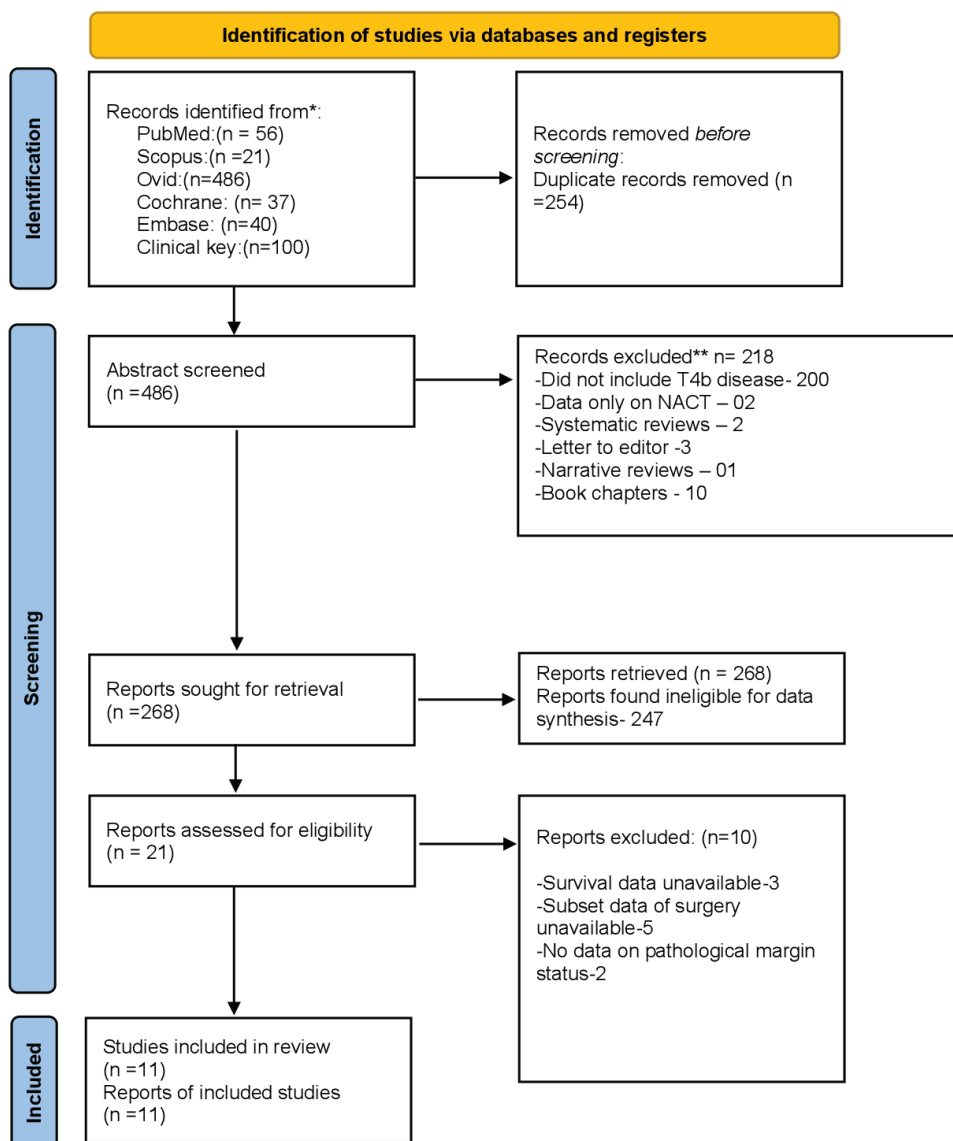 Identification of studies via databases and registers
Identification
Records identified from*:
PubMed:(n = 56)
Scopus:(n =21)
Ovid:(n=486)
Cochrane: (n= 37)
Embase: (n=40)
Clinical key:(n=100)
Records removed before
screening:
Duplicate records removed (n
=254)
Screening
Abstract screened
(n =486)
Records excluded** n= 218
-Did not include T4b disease- 200
-Data only on NACT – 02
-Systematic reviews – 2
-Letter to editor -3
-Narrative reviews – 01
-Book chapters - 10
Reports sought for retrieval
(n =268)
Reports retrieved (n = 268)
Reports found ineligible for data
synthesis- 247
Reports assessed for eligibility
(n = 21)
Reports excluded: (n=10)
-Survival data unavailable-3
-Subset data of surgery
unavailable-5
-No data on pathological margin
status-2
Included
Studies included in review
(n =11)
Reports of included studies
(n =11)